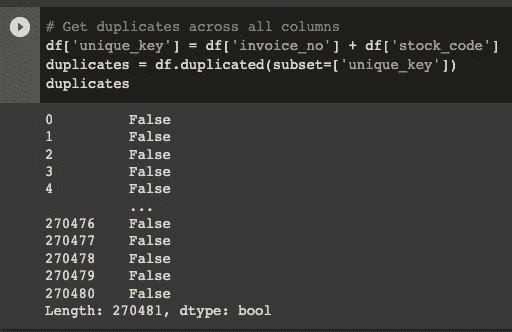 # Get duplicates across all columns
df['unique_key'] = df['invoice_no'] + df['stock_code']
duplicates = df.duplicated(subset=['unique_key'])
duplicates
0 False
1 False
2 False
3 False
4 False
...
270476 False
270477 False
270478 False
270479 False
270480 False
Length: 270481, dtype: bool